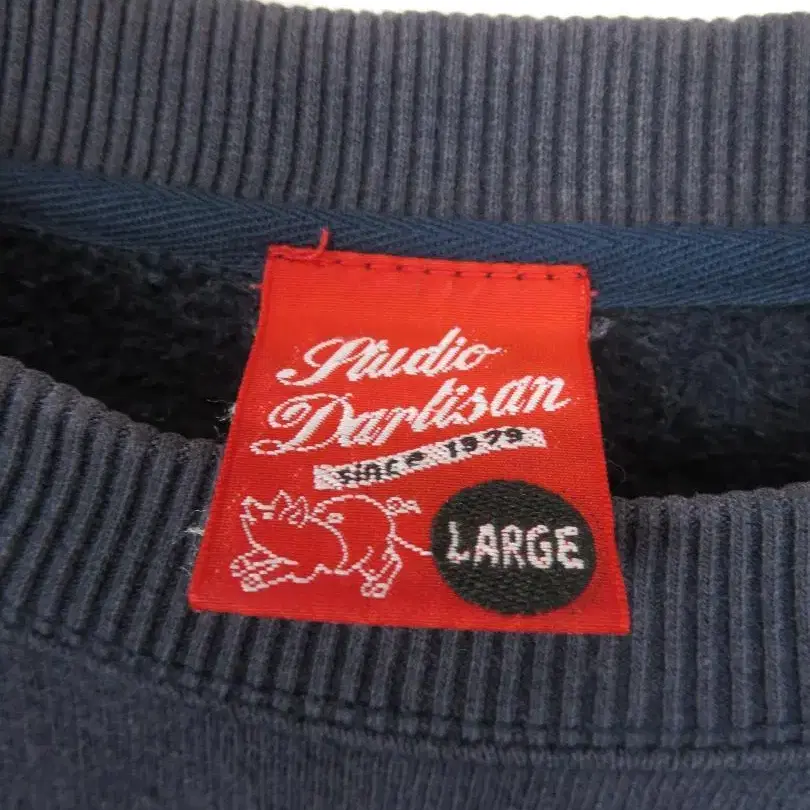 Studio
Dartisan
since 1979
LARGE